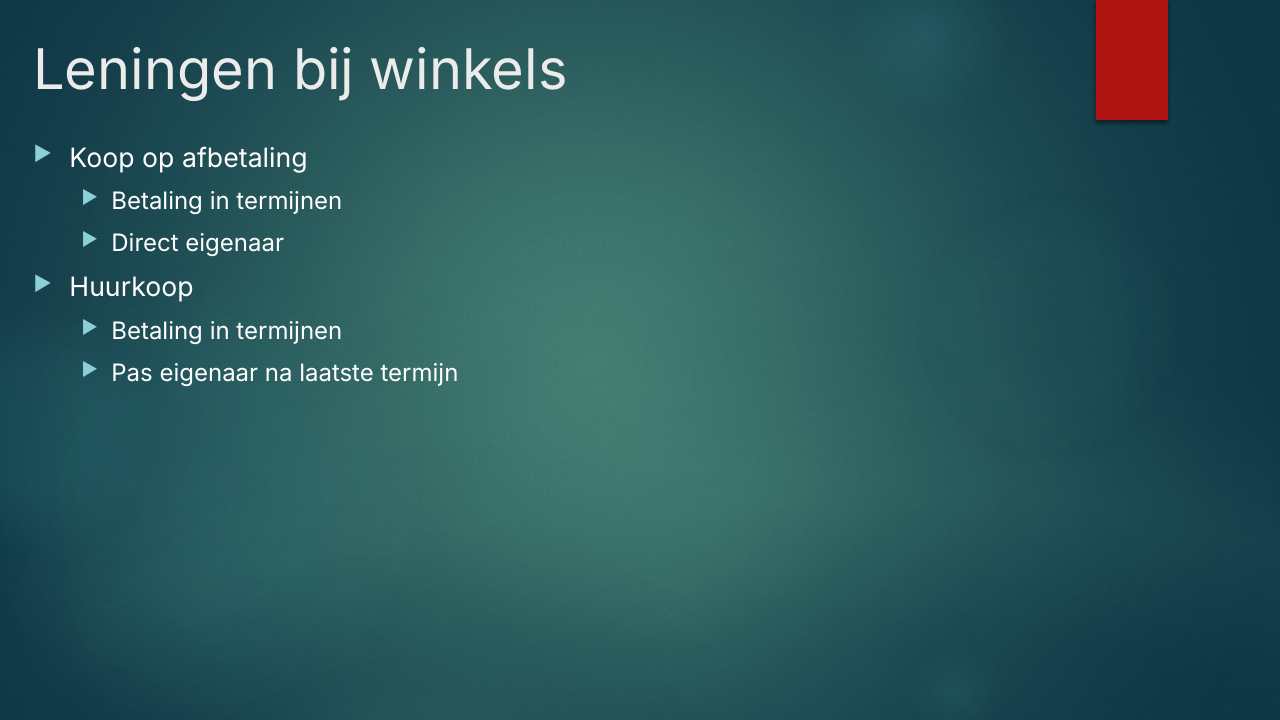 Leningen bij winkels
Koop op afbetaling
Betaling in termijnen
Direct eigenaar
Huurkoop
Betaling in termijnen
Pas eigenaar na laatste termijn